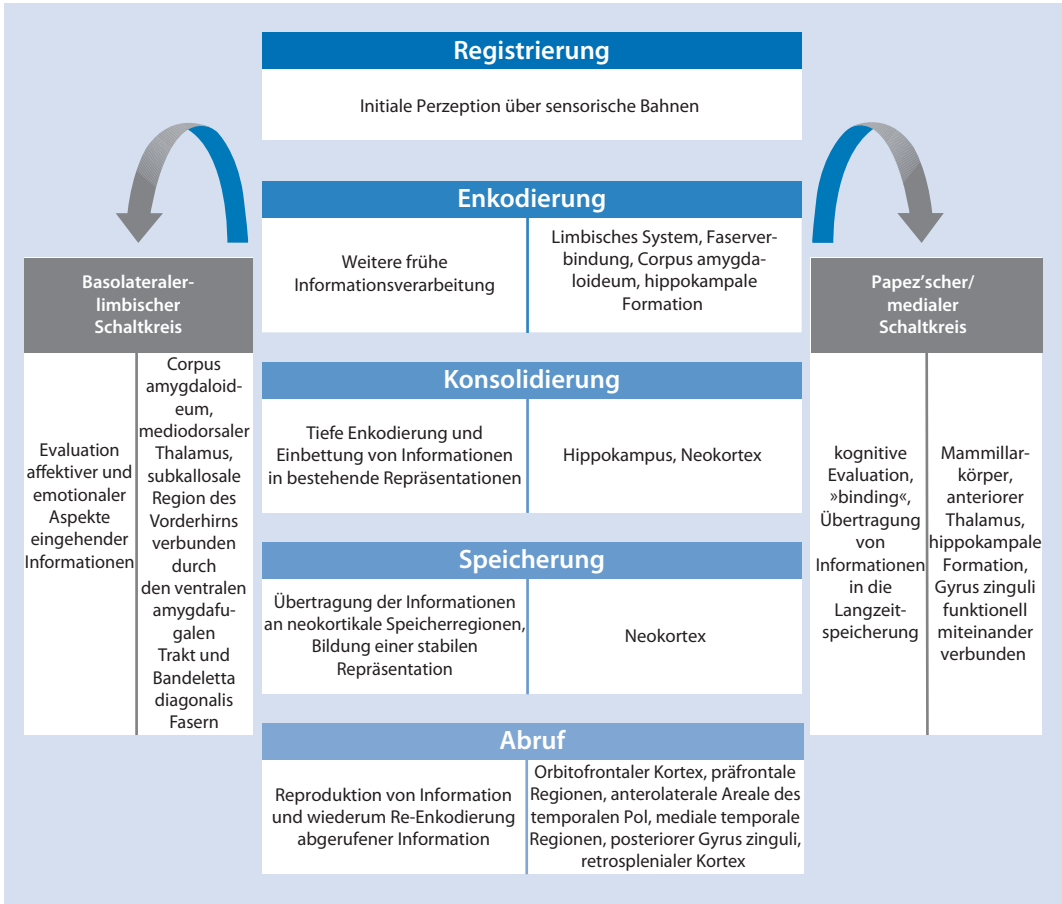 Registrierung
Initiale Perzeption über sensorische Bahnen
Enkodierung
Weitere frühe
Informationsverarbeitung
Limbisches System, Faserver-
bindung, Corpus amygda-
loideum, hippokampale
Formation
Basolateraler-
limbischer
Schaltkreis
Evaluation
affektiver und
emotionaler
Aspekte
eingehender
Informationen
Corpus
amygdaloid-
eum,
mediodorsaler
Thalamus,
subkallosale
Region des
Vorderhirns
verbunden
durch
den ventralen
amygdafu-
galen
Trakt und
Bandeletta
diagonalis
Fasern
Papez'scher/
medialer
Schaltkreis
kognitive
Evaluation,
»binding«,
Übertragung
von
Informationen
in die
Langzeit-
speicherung
Mammillar-
körper,
anteriorer
Thalamus,
hippokampale
Formation,
Gyrus zinguli
funktionell
miteinander
verbunden
Konsolidierung
Tiefe Enkodierung und
Einbettung von Informationen
in bestehende Repräsentationen
Hippokampus, Neokortex
Speicherung
Übertragung der Informationen
an neokortikale Speicherregionen,
Bildung einer stabilen
Repräsentation
Neokortex
Abruf
Reproduktion von Information
und wiederum Re-Enkodierung
abgerufener Information
Orbitofrontaler Kortex, präfrontale
Regionen, anterolaterale Areale des
temporalen Pol, mediale temporale
Regionen, posteriorer Gyrus zinguli,
retrosplenialer Kortex